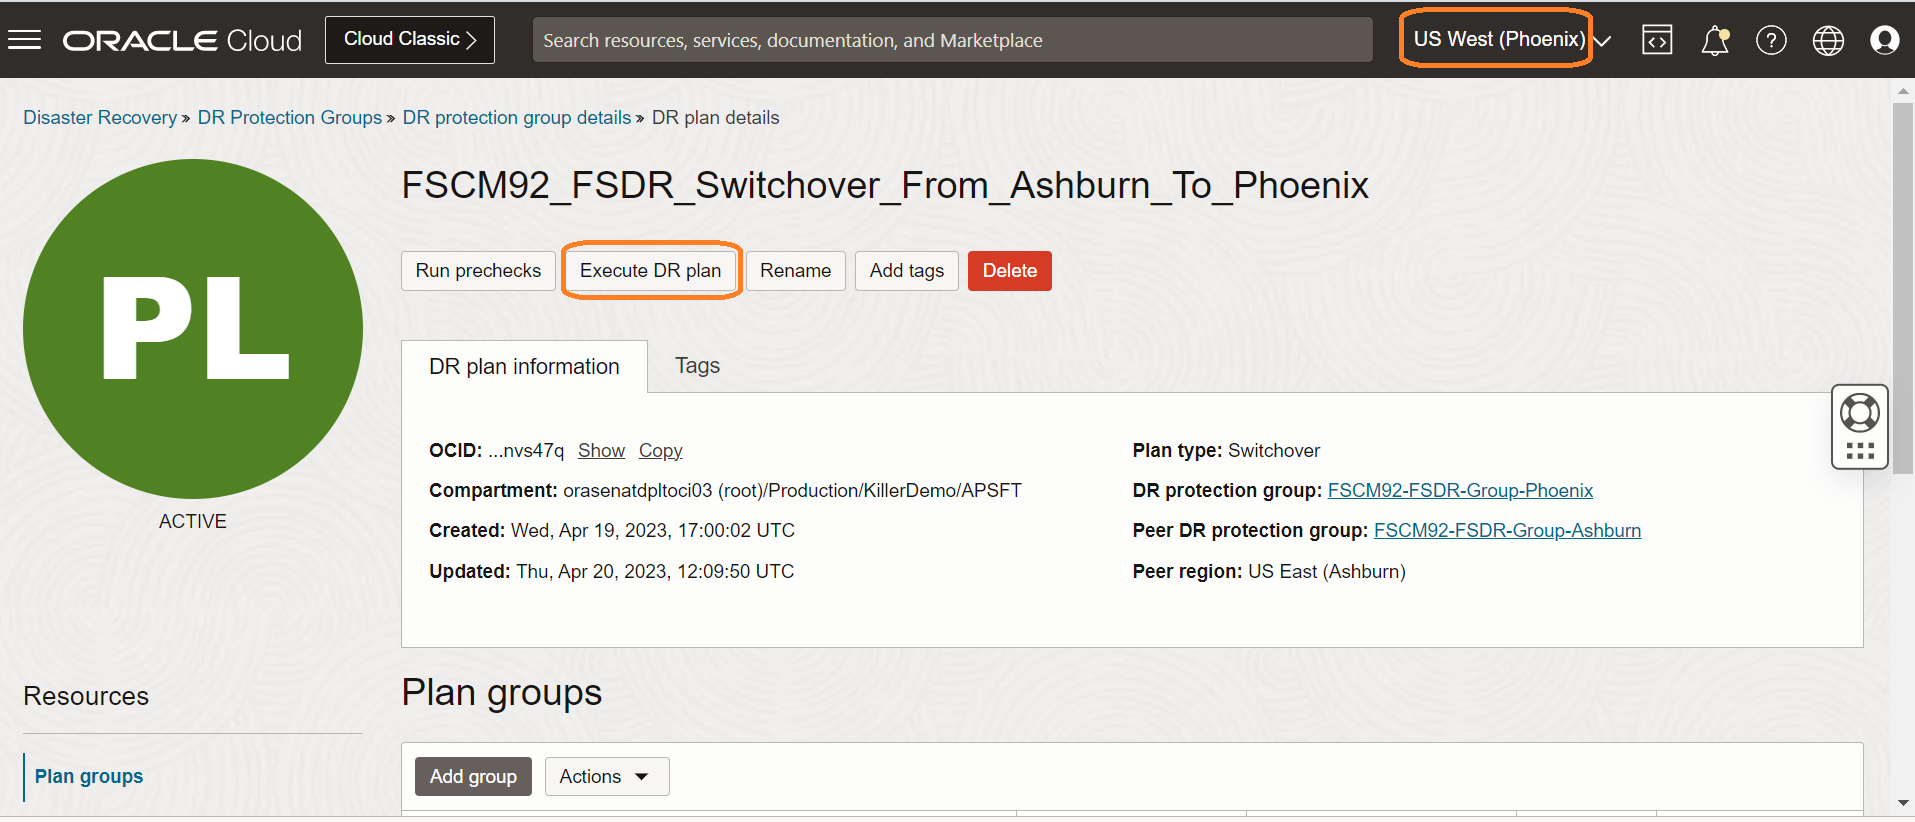 ORACLE Cloud Cloud Classic Search resources, services, documentation, and Marketplace US West (Phoenix)
Disaster Recovery » DR Protection Groups » DR protection group details » DR plan details
PL
ACTIVE
FSCM92_FSDR_Switchover_From_Ashburn_To_Phoenix
Run prechecks Execute DR plan Rename Add tags Delete
DR plan information Tags
OCID: ...nvs47q Show Copy
Compartment: orasenatdpltoci03 (root)/Production/KillerDemo/APSFT
Created: Wed, Apr 19, 2023, 17:00:02 UTC
Updated: Thu, Apr 20, 2023, 12:09:50 UTC
Plan type: Switchover
DR protection group: FSCM92-FSDR-Group-Phoenix
Peer DR protection group: FSCM92-FSDR-Group-Ashburn
Peer region: US East (Ashburn)
Resources
Plan groups
Plan groups
Add group Actions